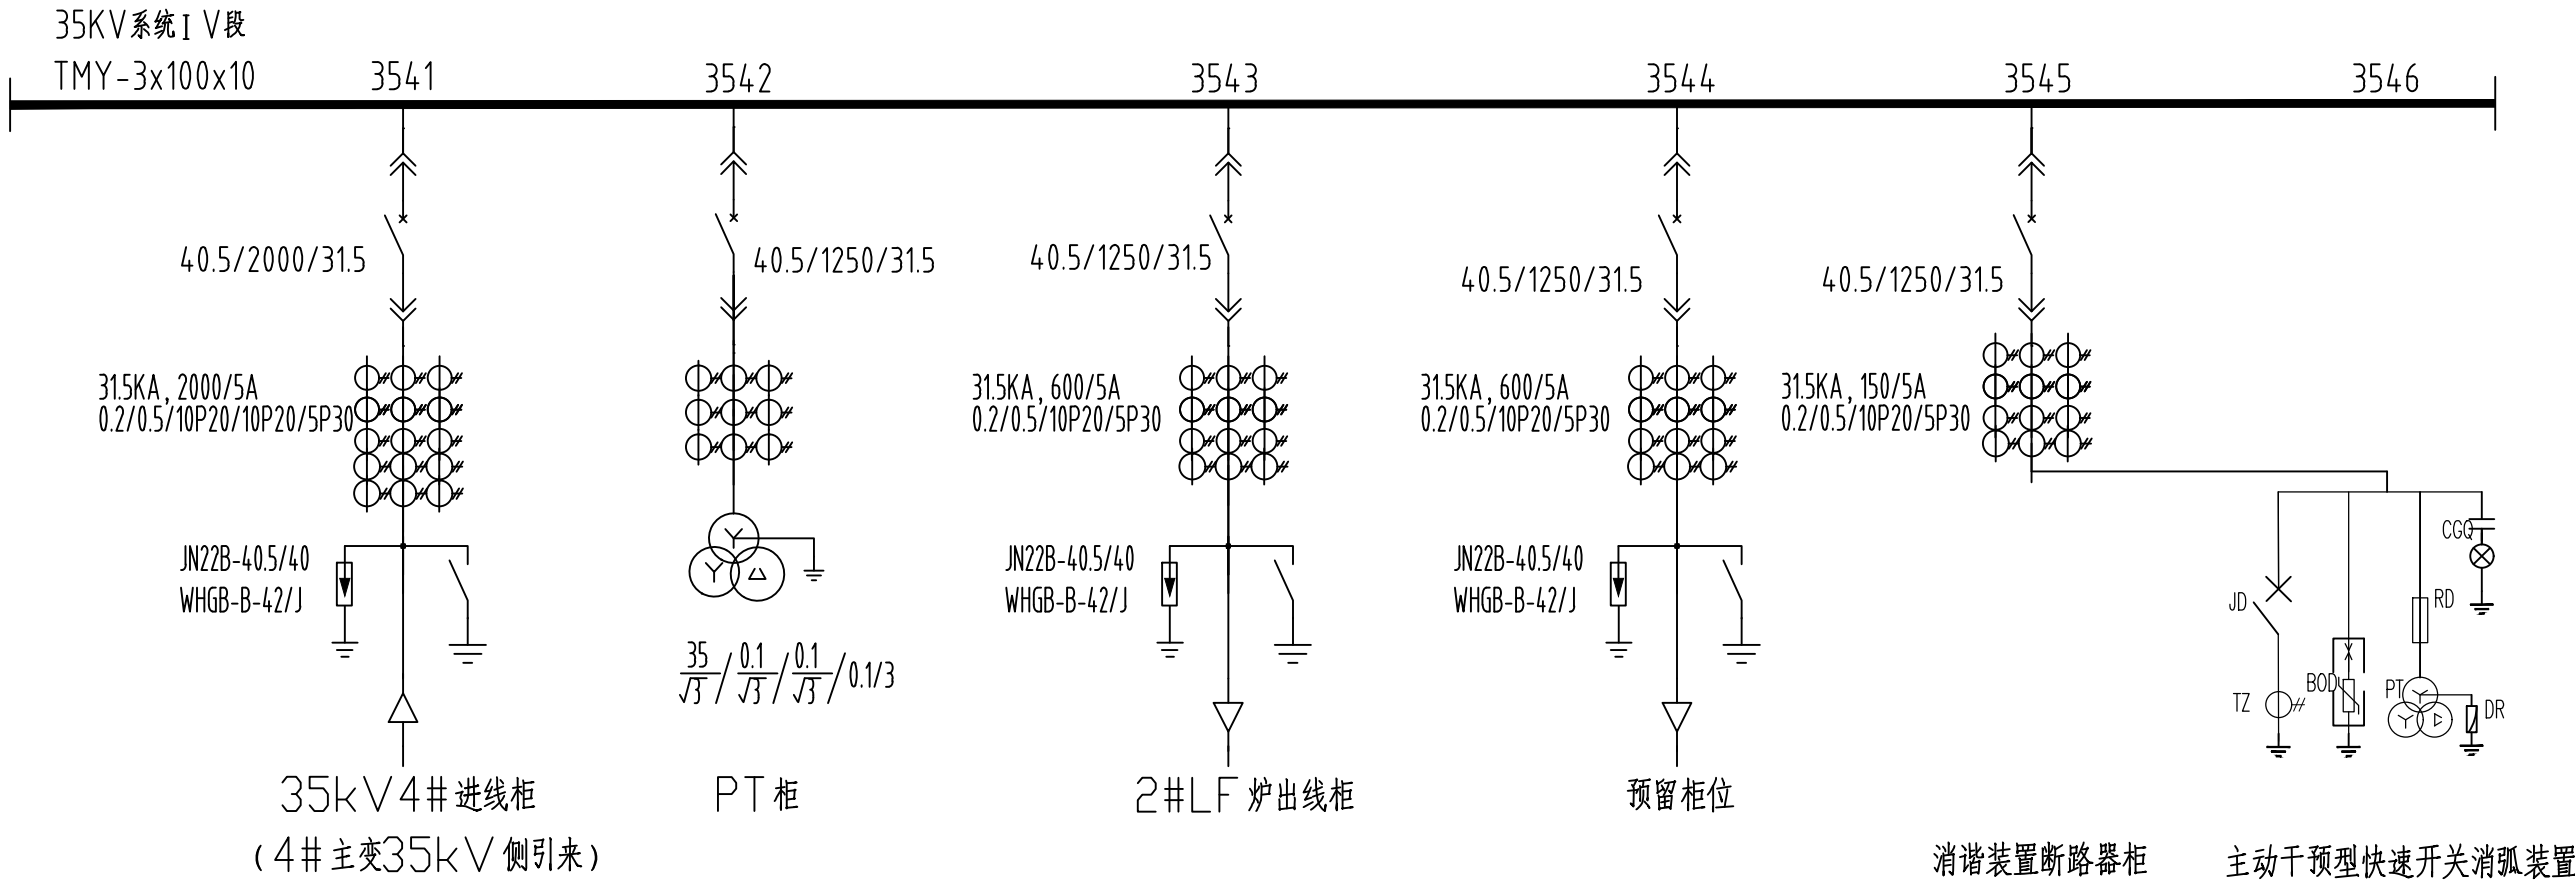 35KV系统I V段
TMY-3x100x10
3541
3542
3543
3544
3545
3546
40.5/2000/31.5
40.5/1250/31.5
40.5/1250/31.5
40.5/1250/31.5
40.5/1250/31.5
31.5KA, 2000/5A
0.2/0.5/10P20/10P20/5P30
31.5KA, 600/5A
0.2/0.5/10P20/5P30
31.5KA, 600/5A
0.2/0.5/10P20/5P30
31.5KA, 150/5A
0.2/0.5/10P20/5P30
JN22B-40.5/40
WHGB-B-42/J
JN22B-40.5/40
WHGB-B-42/J
JN22B-40.5/40
WHGB-B-42/J
35/√3/0.1/√3/0.1/√3/0.1/3
CGQ
JD
RD
BOD
PT
TZ
DR
35kV4#进线柜
(4#主变35kV侧引来)
PT柜
2#LF炉出线柜
预留柜位
消谐装置断路器柜
主动干预型快速开关消弧装置